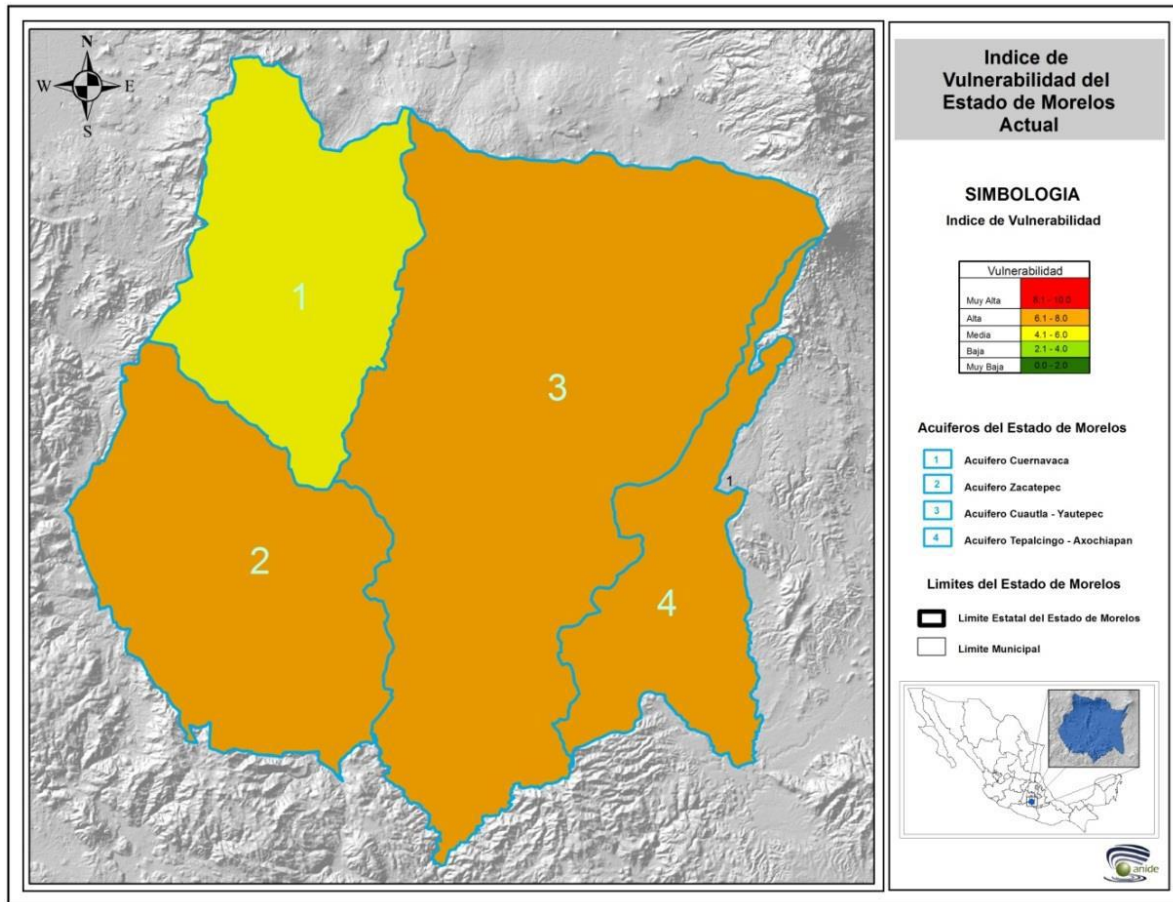 N
W E
S
1
2
3
4
1
Indice de
Vulnerabilidad del
Estado de Morelos
Actual
SIMBOLOGIA
Indice de Vulnerabilidad
Vulnerabilidad
Muy Alta 8.1 - 10.0
Alta 6.1 - 8.0
Media 4.1 - 6.0
Baja 2.1 - 4.0
Muy Baja 0.0 - 2.0
Acuiferos del Estado de Morelos
1 Acuifero Cuernavaca
2 Acuifero Zacatepec
3 Acuifero Cuautla - Yautepec
4 Acuifero Tepalcingo - Axochiapan
Limites del Estado de Morelos
Limite Estatal del Estado de Morelos
Limite Municipal
anide